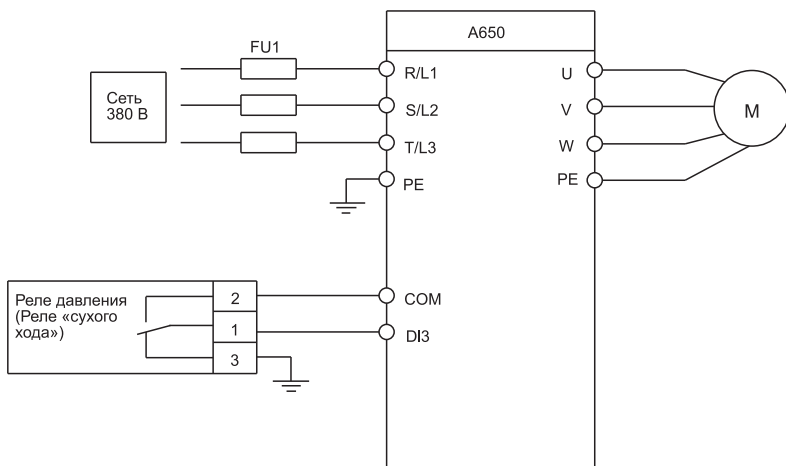 A650
FU1
Сеть
380 В
R/L1
S/L2
T/L3
PE
U
V
W
PE
M
Реле давления
(Реле «сухого
хода»)
2
1
3
COM
DI3